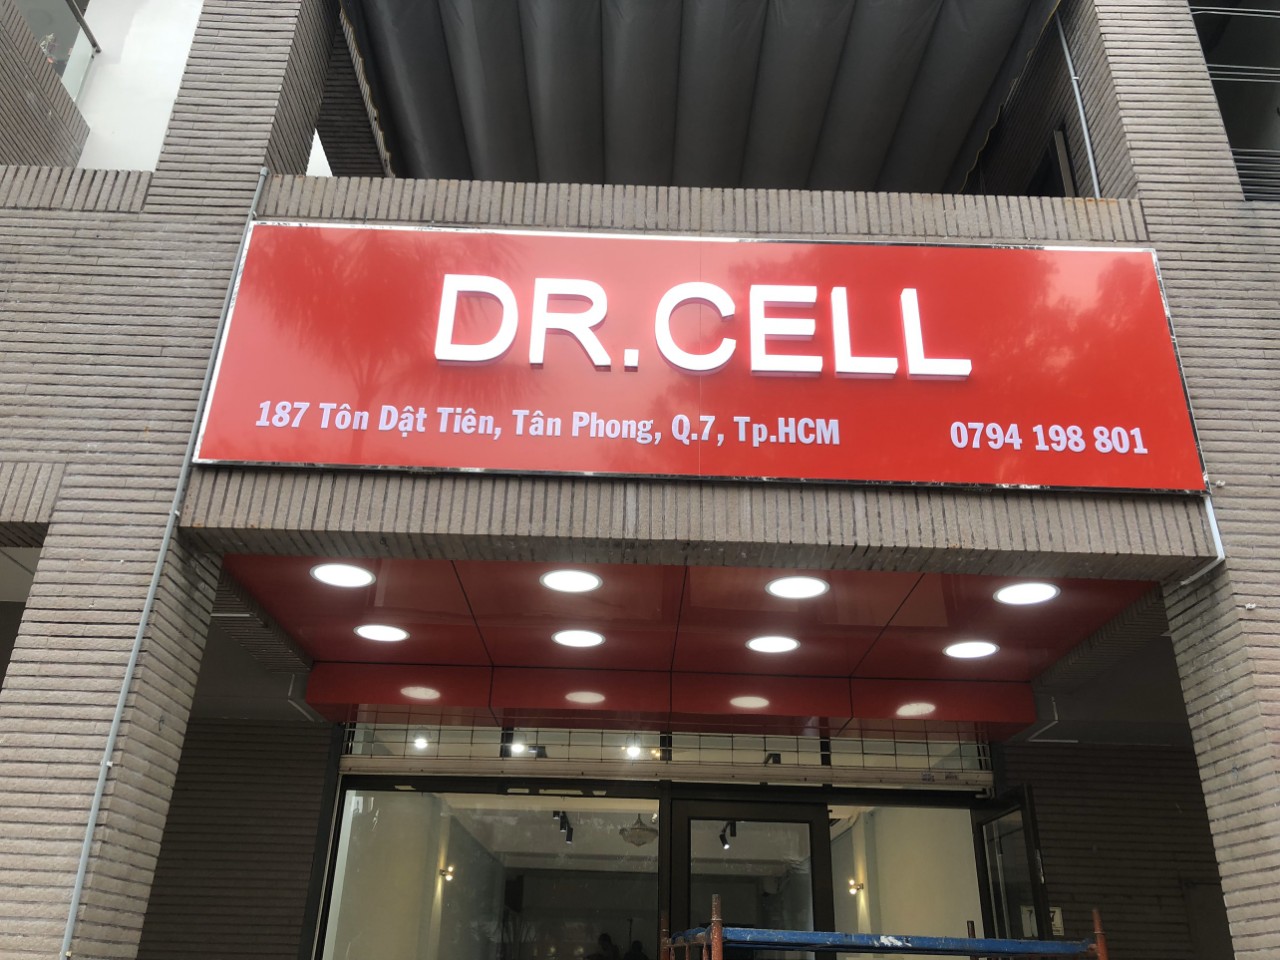 DR.CELL
187 Tôn Dật Tiên, Tân Phong, Q.7, Tp.HCM
0794 198 801